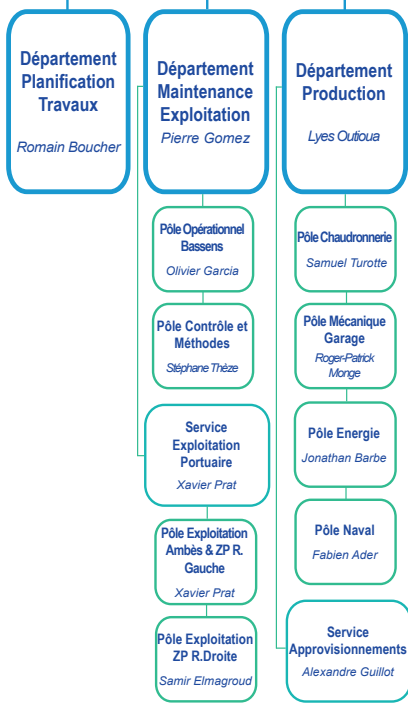 Département
Planification
Travaux
Romain Boucher
Département
Maintenance
Exploitation
Pierre Gomez
Pôle Opérationnel
Bassens
Olivier Garcia
Pôle Contrôle et
Méthodes
Stéphane Thèze
Service
Exploitation
Portuaire
Xavier Prat
Pôle Exploitation
Ambès & ZP R.
Gauche
Xavier Prat
Pôle Exploitation
ZP R.Droite
Samir Elmagroud
Département
Production
Lyes Outioua
Pôle Chaudronnerie
Samuel Turotte
Pôle Mécanique
Garage
Roger-Patrick
Monge
Pôle Energie
Jonathan Barbe
Pôle Naval
Fabien Ader
Service
Approvisionnements
Alexandre Guillot